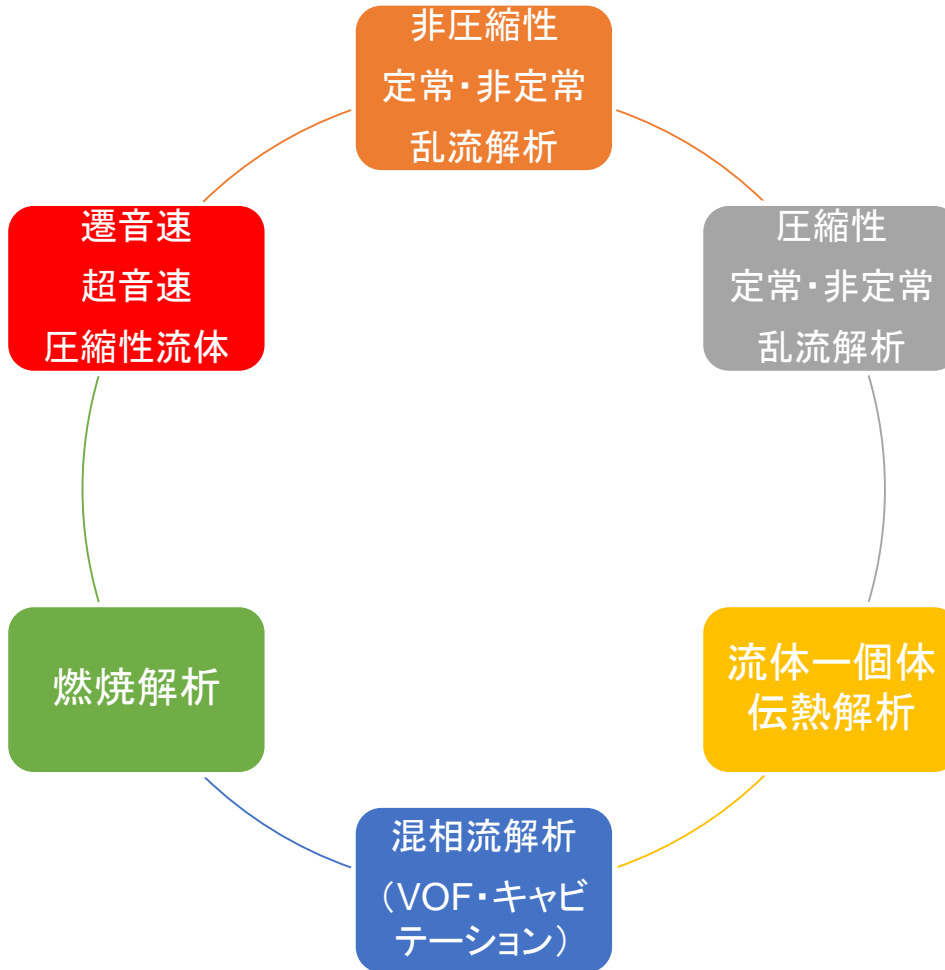 非圧縮性
定常・非定常
乱流解析
遷音速
超音速
圧縮性流体
圧縮性
定常・非定常
乱流解析
燃焼解析
流体ー個体
伝熱解析
混相流解析
（VOF・キャビ
テーション）